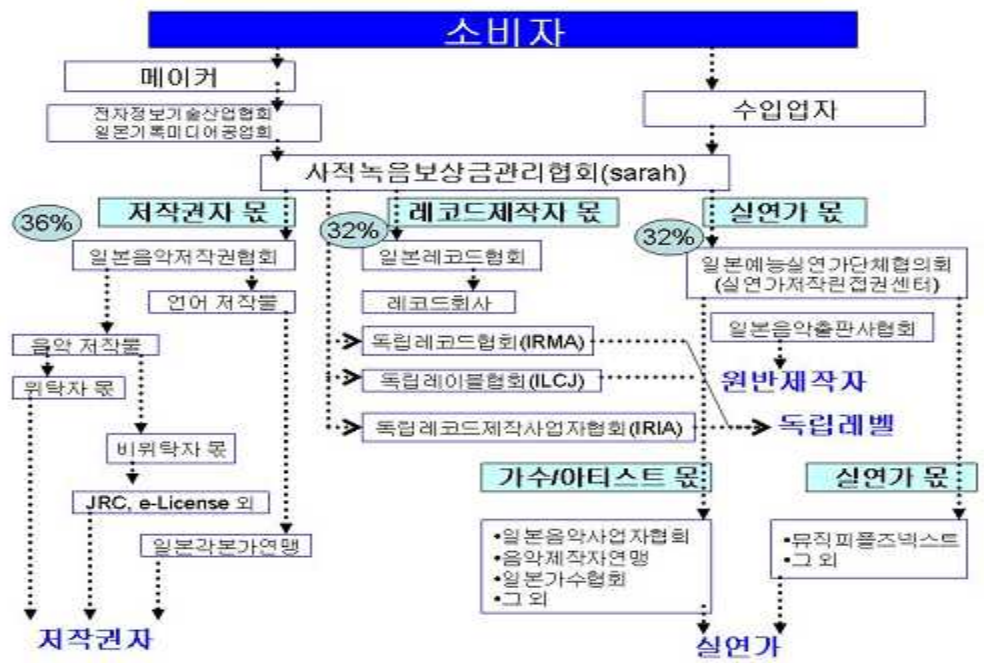 소비자
메이커
전자정보기술산업협회
일본기록미디어공업회
수입업자
사적녹음보상금관리협회(sarah)
36%
저작권자 몫
32%
레코드제작자 몫
32%
실연가 몫
일본음악저작권협회
일본레코드협회
일본예능실연가단체협의회
(실연가저작린접권센터)
언어 저작물
레코드회사
음악 저작물
독립레코드협회(IRMA)
일본음악출판사협회
위탁자 몫
독립레이블협회(ILCJ)
원반제작자
비위탁자 몫
독립레코드제작사업자협회(IRIA)
독립레벨
가수/아티스트 몫
실연가 몫
JRC, e-License 외
일본각본가연맹
•일본음악사업자협회
•음악제작자연맹
•일본가수협회
•그 외
•뮤직피플즈넥스트
•그 외
저작권자
실연가